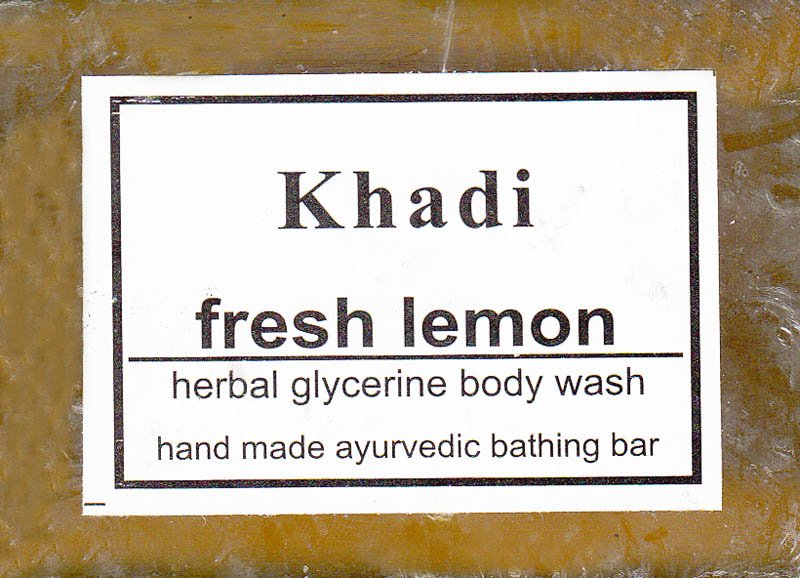 Khadi
fresh lemon
herbal glycerine body wash
hand made ayurvedic bathing bar